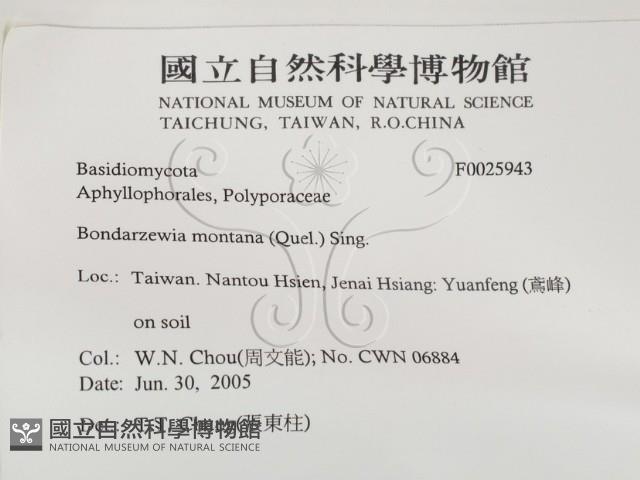 國立自然科學博物館
NATIONAL MUSEUM OF NATURAL SCIENCE
TAICHUNG, TAIWAN, R.O.CHINA
Basidiomycota F0025943
Aphyllophorales, Polyporaceae
Bondarzewia montana (Quel.) Sing.
Loc.: Taiwan. Nantou Hsien, Jenai Hsiang: Yuanfeng (鳶峰)
on soil
Col.: W.N. Chou(周文能); No. CWN 06884
Date: Jun. 30, 2005
(張東柱)
國立自然科學博物館
NATIONAL MUSEUM OF NATURAL SCIENCE